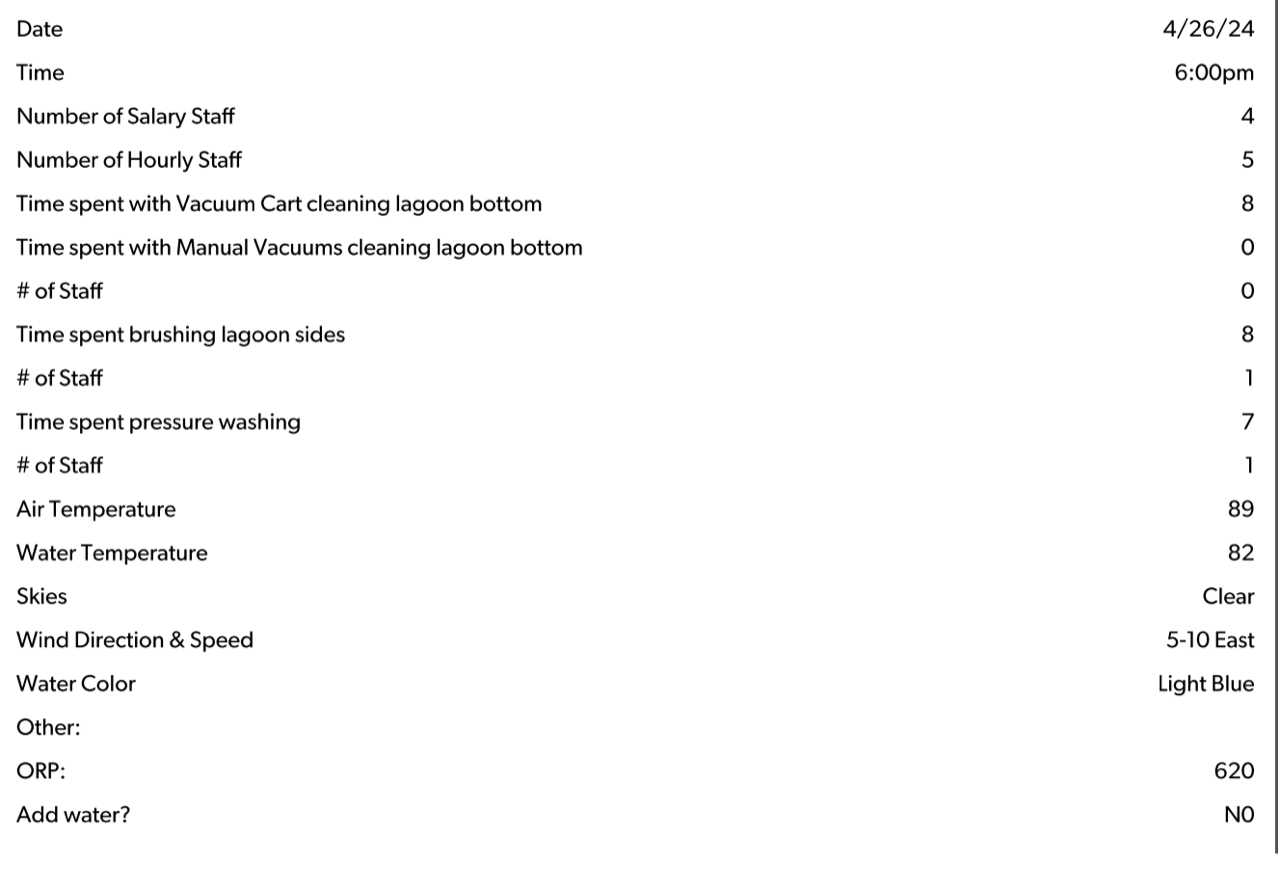 Date 4/26/24
Time 6:00pm
Number of Salary Staff 4
Number of Hourly Staff 5
Time spent with Vacuum Cart cleaning lagoon bottom 8
Time spent with Manual Vacuums cleaning lagoon bottom 0
# of Staff 0
Time spent brushing lagoon sides 8
# of Staff 1
Time spent pressure washing 7
# of Staff 1
Air Temperature 89
Water Temperature 82
Skies Clear
Wind Direction & Speed 5-10 East
Water Color Light Blue
Other:
ORP: 620
Add water? N0